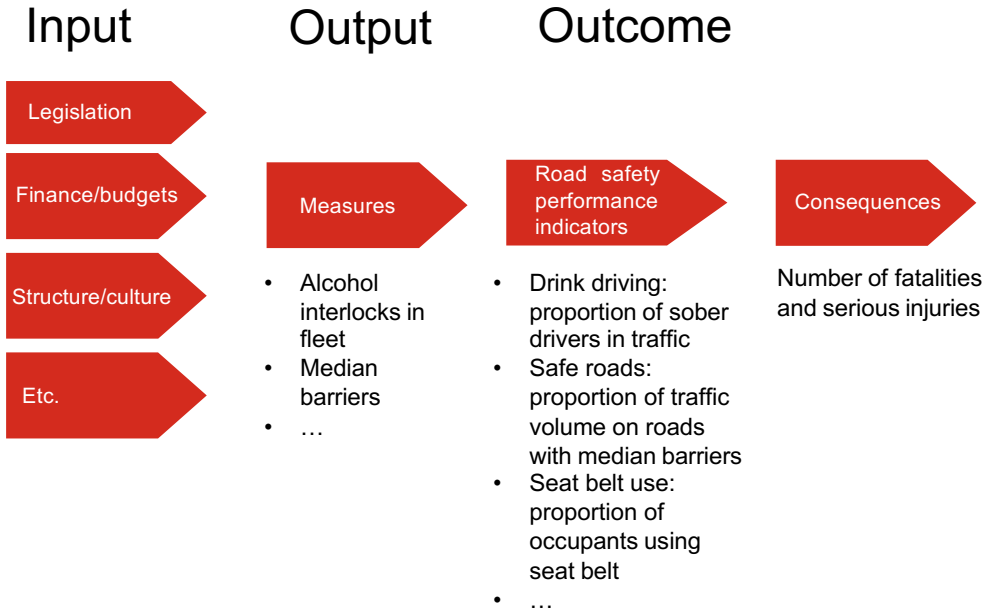 Input
Output
Outcome
Legislation
Finance/budgets
Structure/culture
Etc.
Measures
• Alcohol
interlocks in
fleet
• Median
barriers
• …
Road safety
performance
indicators
• Drink driving:
proportion of sober
drivers in traffic
• Safe roads:
proportion of traffic
volume on roads
with median barriers
• Seat belt use:
proportion of
occupants using
seat belt
• …
Consequences
Number of fatalities
and serious injuries